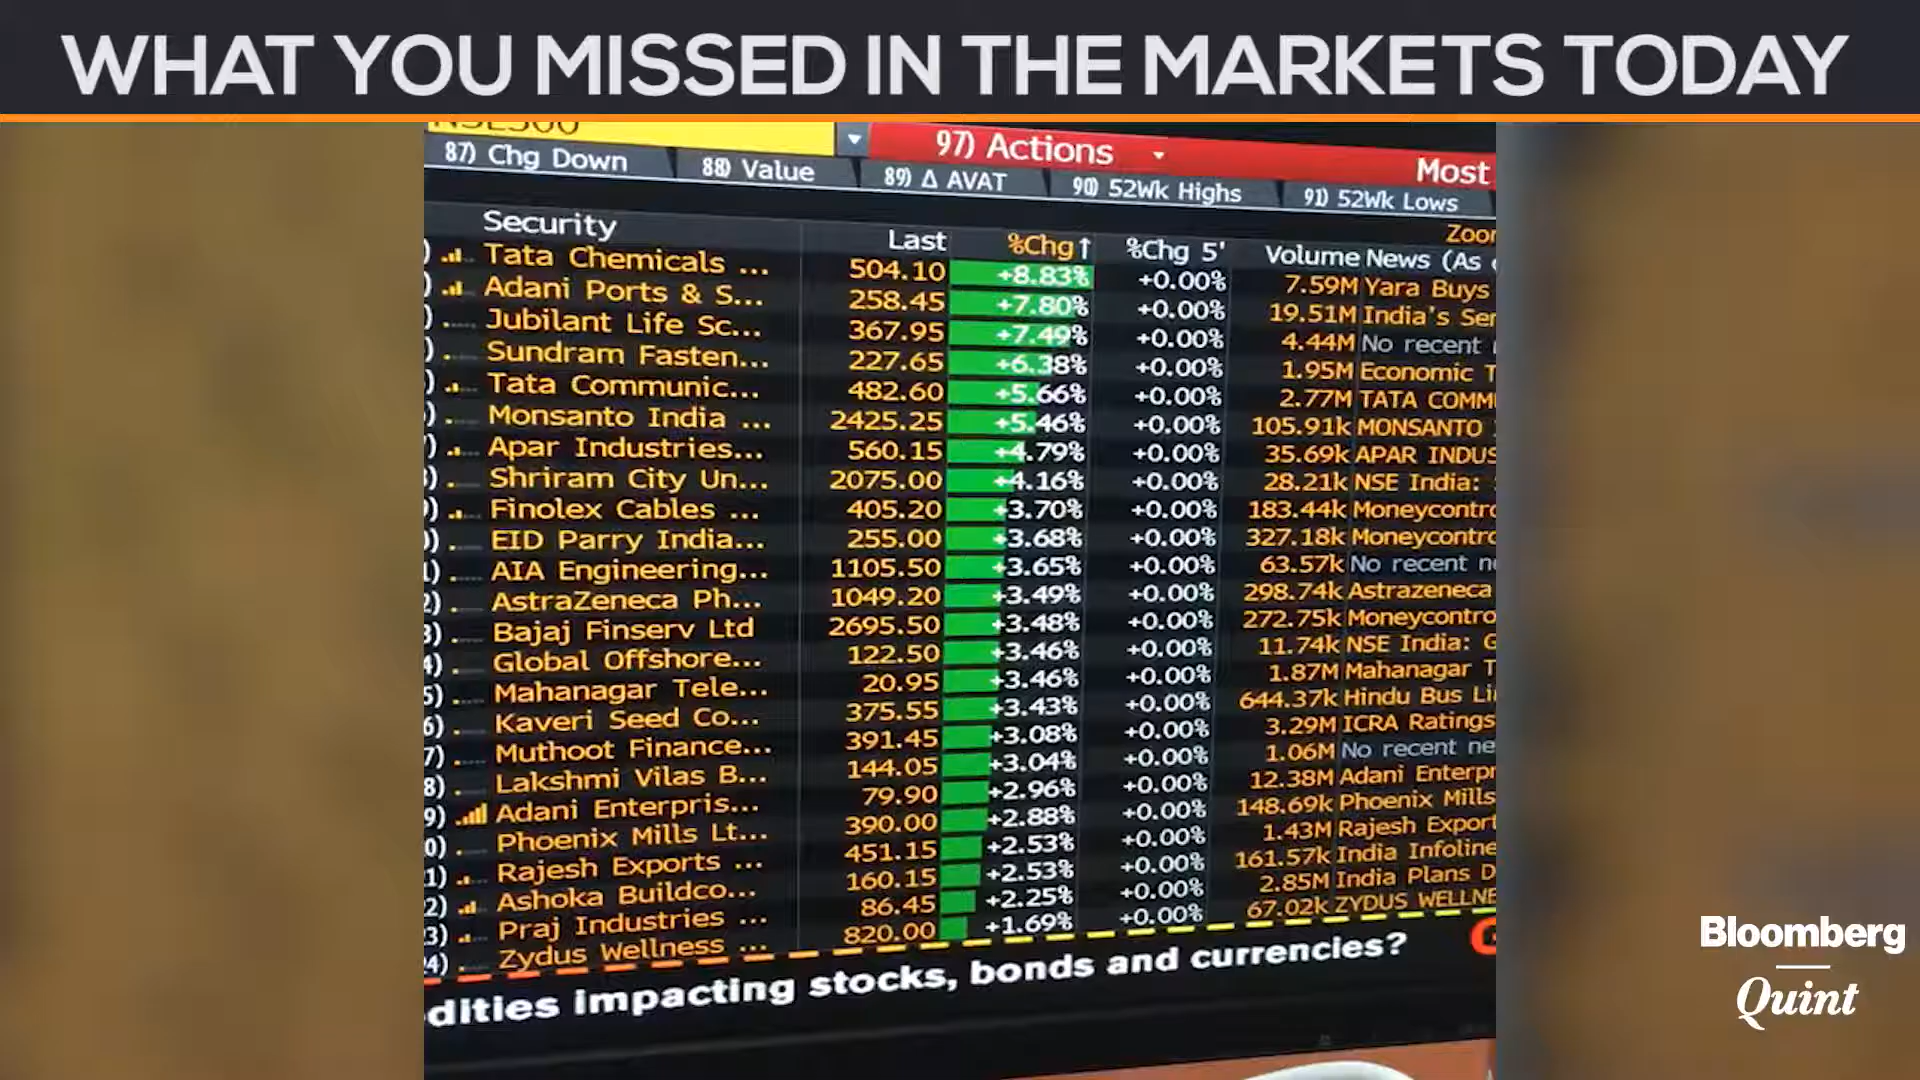 WHAT YOU MISSED IN THE MARKETS TODAY
NSE500 97) Actions Most
87) Chg Down 88) Value 89) Δ AVAT 90) 52Wk Highs 91) 52Wk Lows
Zoor
Security Last %Chg↑ %Chg 5' Volume News (As
Tata Chemicals ... 504.10 +8.83% +0.00% 7.59M Yara Buys
Adani Ports & S... 258.45 +7.80% +0.00% 19.51M India's Ser
Jubilant Life Sc... 367.95 +7.49% +0.00% 4.44M No recent
Sundram Fasten... 227.65 +6.38% +0.00% 1.95M Economic T
Tata Communic... 482.60 +5.66% +0.00% 2.77M TATA COMM
Monsanto India ... 2425.25 +5.46% +0.00% 105.91k MONSANTO
Apar Industries... 560.15 +4.79% +0.00% 35.69k APAR INDUS
Shriram City Un... 2075.00 +4.16% +0.00% 28.21k NSE India:
Finolex Cables ... 405.20 +3.70% +0.00% 183.44k Moneycontro
EID Parry India... 255.00 +3.68% +0.00% 327.18k Moneycontro
AIA Engineering... 1105.50 +3.65% +0.00% 63.57k No recent ne
AstraZeneca Ph... 1049.20 +3.49% +0.00% 298.74k Astrazeneca
Bajaj Finserv Ltd 2695.50 +3.48% +0.00% 272.75k Moneycontro
Global Offshore... 122.50 +3.46% +0.00% 11.74k NSE India: G
Mahanagar Tele... 20.95 +3.46% +0.00% 1.87M Mahanagar T
Kaveri Seed Co... 375.55 +3.43% +0.00% 644.37k Hindu Bus Li
Muthoot Finance... 391.45 +3.08% +0.00% 3.29M ICRA Ratings
Lakshmi Vilas B... 144.05 +3.04% +0.00% 1.06M No recent ne
Adani Enterpris... 79.90 +2.96% +0.00% 12.38M Adani Enterpr
Phoenix Mills Lt... 390.00 +2.88% +0.00% 148.69k Phoenix Mills
Rajesh Exports ... 451.15 +2.53% +0.00% 1.43M Rajesh Export
Ashoka Buildco... 160.15 +2.53% +0.00% 161.57k India Infoline
Praj Industries ... 86.45 +2.25% +0.00% 2.85M India Plans D
Zydus Wellness ... 820.00 +1.69% +0.00% 67.02k ZYDUS WELLNE
dities impacting stocks, bonds and currencies?
Bloomberg
Quint